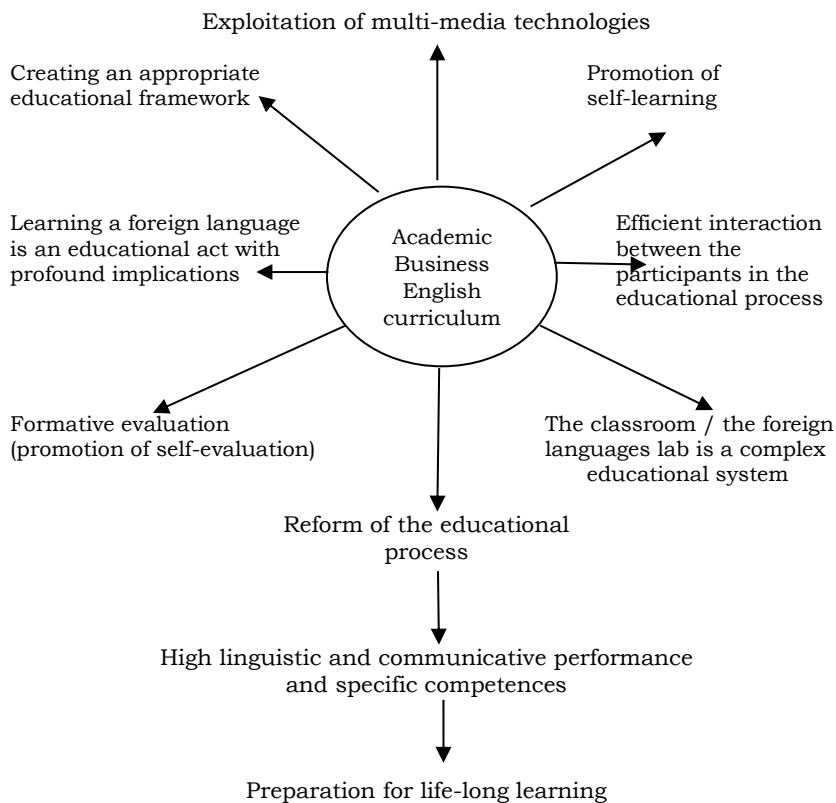 Exploitation of multi-media technologies
Creating an appropriate
educational framework
Promotion of
self-learning
Learning a foreign language
is an educational act with
profound implications
Academic
Business
English
curriculum
Efficient interaction
between the
participants in the
educational process
Formative evaluation
(promotion of self-evaluation)
The classroom / the foreign
languages lab is a complex
educational system
Reform of the educational
process
High linguistic and communicative performance
and specific competences
Preparation for life-long learning